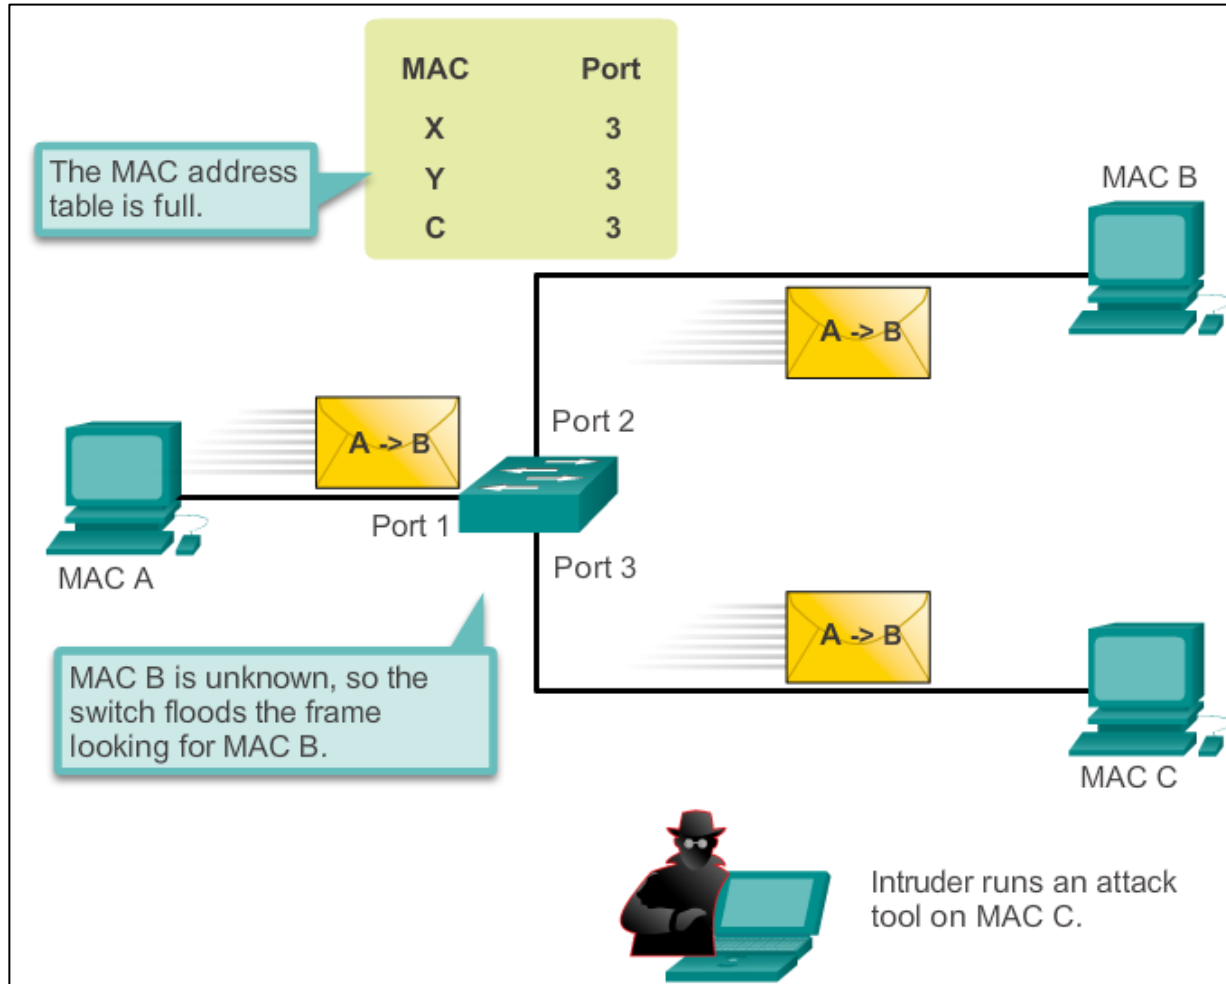 MAC Port
X 3
Y 3
C 3
The MAC address
table is full.
MAC B
A -> B
Port 2
A -> B
Port 1
MAC A
Port 3
A -> B
MAC B is unknown, so the
switch floods the frame
looking for MAC B.
MAC C
Intruder runs an attack
tool on MAC C.